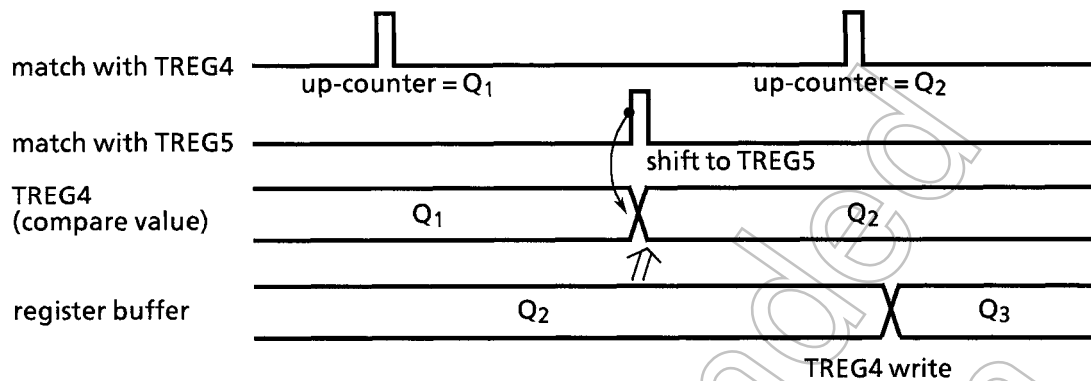 match with TREG4
up-counter = Q1
up-counter = Q2
match with TREG5
shift to TREG5
TREG4
(compare value)
Q1
Q2
register buffer
Q2
Q3
TREG4 write